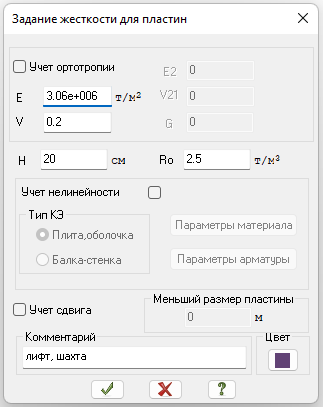 Задание жесткости для пластин
Учет ортотропии
E2 0
E 3.06e+006 т/м²
V21 0
V 0.2
G 0
H 20 см Ro 2.5 т/м³
Учет нелинейности
Тип КЭ
Плита,оболочка
Балка-стенка
Параметры материала
Параметры арматуры
Учет сдвига
Меньший размер пластины
0 м
Комментарий
лифт, шахта
Цвет
?